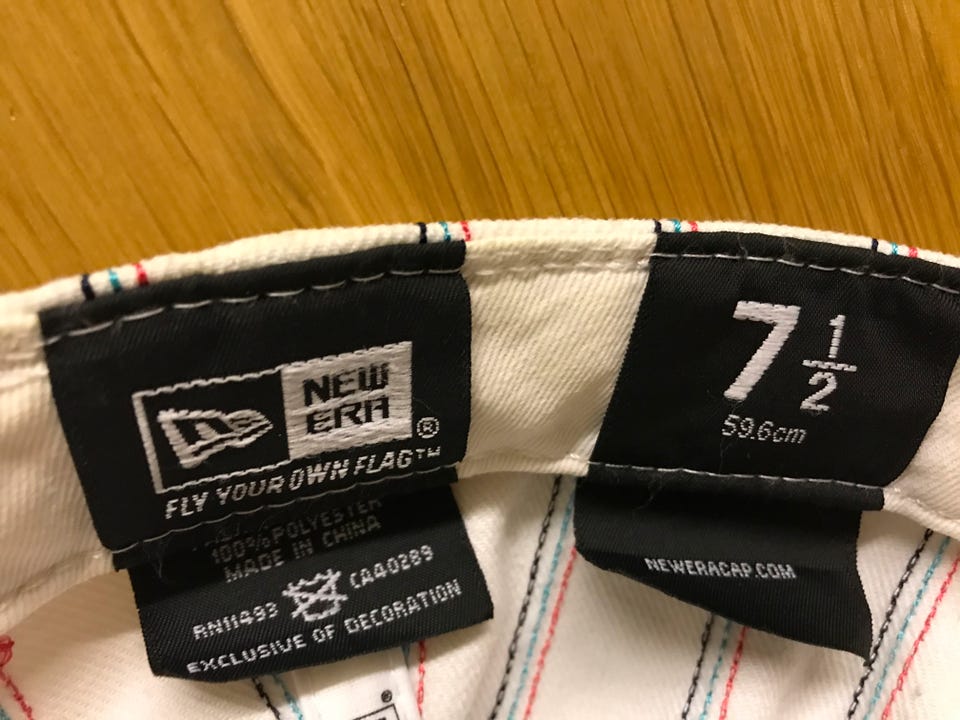 NEW
ERA®
FLY YOUR OWN FLAG™
100% POLYESTER
MADE IN CHINA
RN11493 CA40289
EXCLUSIVE OF DECORATION
7 1/2
59.6cm
NEWERACAP.COM
®